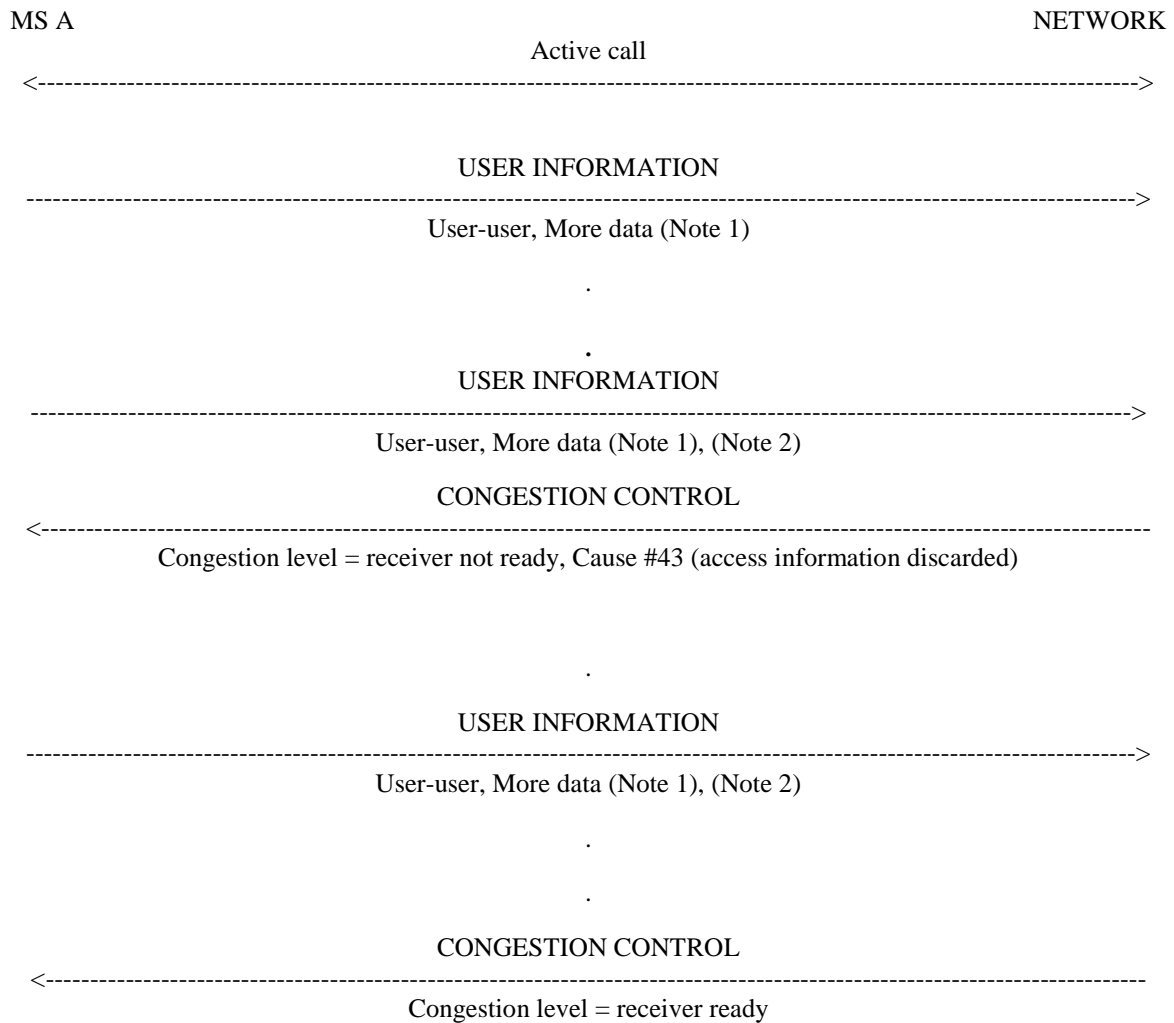 MS A NETWORK
Active call
<---------------------------------------------------------------------------------------------------------------------------->
USER INFORMATION
----------------------------------------------------------------------------------------------------------------------------->
User-user, More data (Note 1)
.
.
USER INFORMATION
---------------------------------------------------------------------------------------------------------------------------->
User-user, More data (Note 1), (Note 2)
CONGESTION CONTROL
<-----------------------------------------------------------------------------------------------------------------------------
Congestion level = receiver not ready, Cause #43 (access information discarded)
.
USER INFORMATION
----------------------------------------------------------------------------------------------------------------------------->
User-user, More data (Note 1), (Note 2)
.
.
CONGESTION CONTROL
<----------------------------------------------------------------------------------------------------------------------------
Congestion level = receiver ready